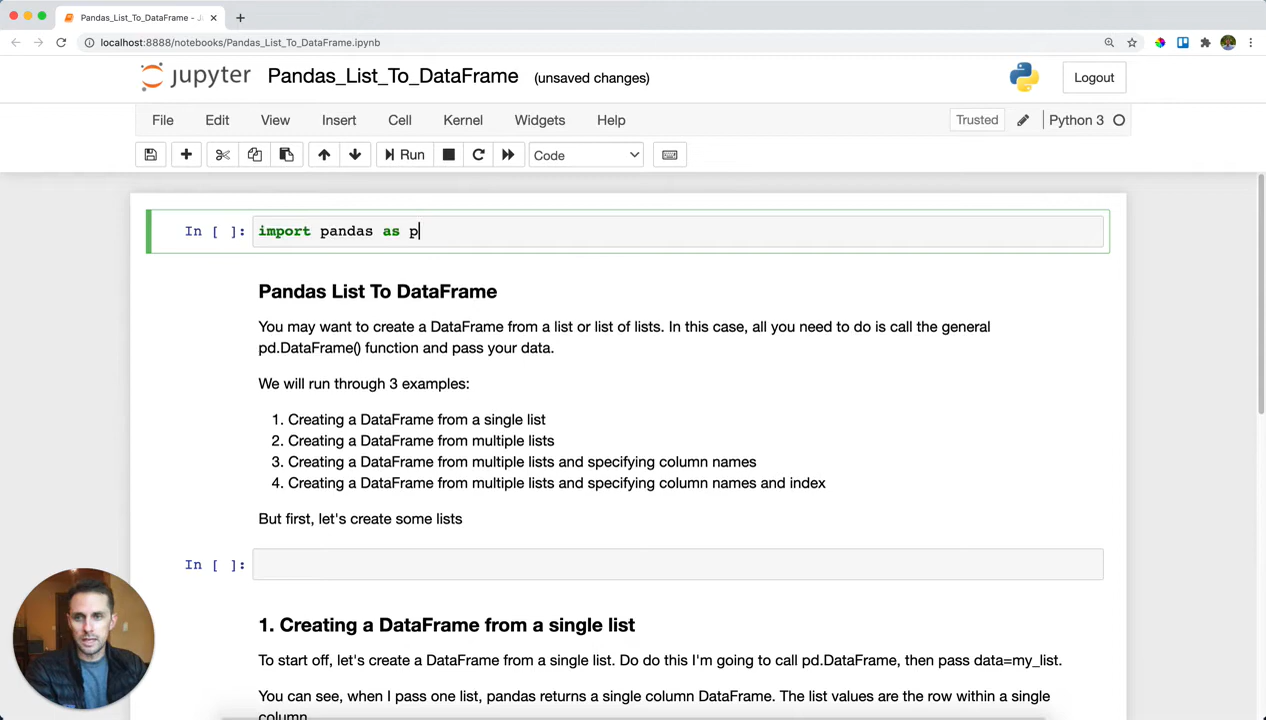 Pandas_List_To_DataFrame - J
localhost:8888/notebooks/Pandas_List_To_DataFrame.ipynb
jupyter Pandas_List_To_DataFrame (unsaved changes) Logout
File Edit View Insert Cell Kernel Widgets Help Trusted Python 3
Run Code
In [ ]: import pandas as p
Pandas List To DataFrame
You may want to create a DataFrame from a list or list of lists. In this case, all you need to do is call the general
pd.DataFrame() function and pass your data.
We will run through 3 examples:
1. Creating a DataFrame from a single list
2. Creating a DataFrame from multiple lists
3. Creating a DataFrame from multiple lists and specifying column names
4. Creating a DataFrame from multiple lists and specifying column names and index
But first, let's create some lists
In [ ]:
1. Creating a DataFrame from a single list
To start off, let's create a DataFrame from a single list. Do do this I'm going to call pd.DataFrame, then pass data=my_list.
You can see, when I pass one list, pandas returns a single column DataFrame. The list values are the row within a single
column